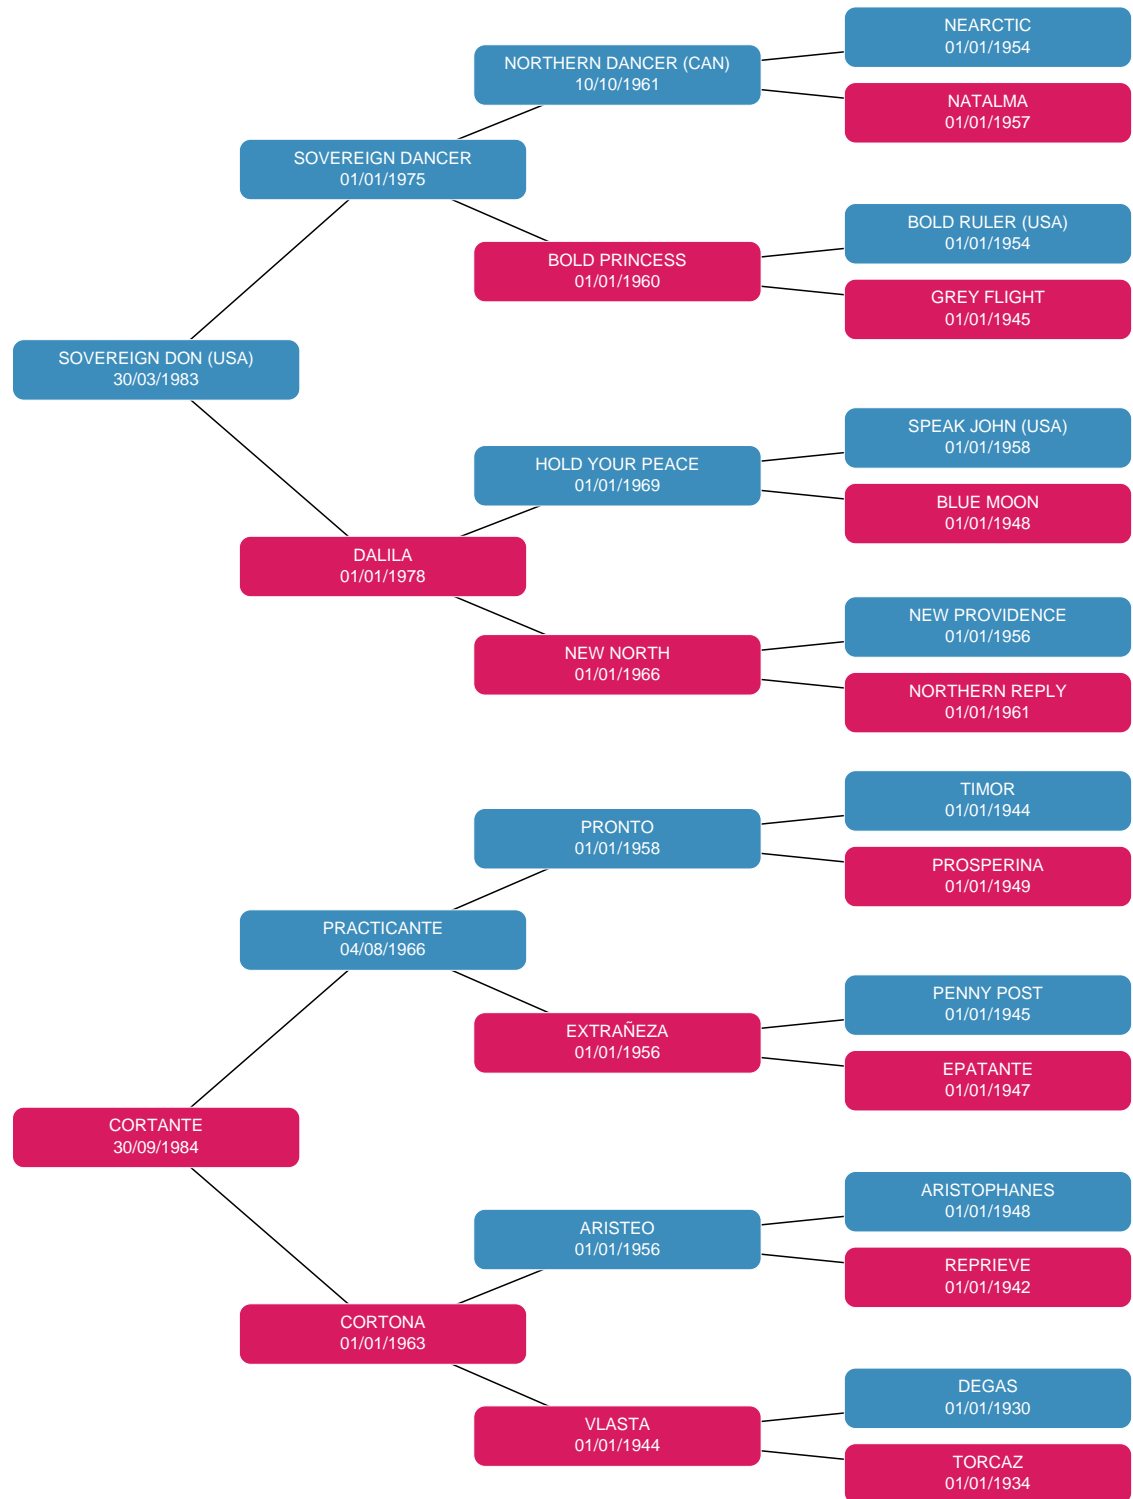 NEARCTIC
01/01/1954
NORTHERN DANCER (CAN)
10/10/1961
NATALMA
01/01/1957
SOVEREIGN DANCER
01/01/1975
BOLD RULER (USA)
01/01/1954
BOLD PRINCESS
01/01/1960
GREY FLIGHT
01/01/1945
SOVEREIGN DON (USA)
30/03/1983
SPEAK JOHN (USA)
01/01/1958
HOLD YOUR PEACE
01/01/1969
BLUE MOON
01/01/1948
DALILA
01/01/1978
NEW PROVIDENCE
01/01/1956
NEW NORTH
01/01/1966
NORTHERN REPLY
01/01/1961
TIMOR
01/01/1944
PRONTO
01/01/1958
PROSPERINA
01/01/1949
PRACTICANTE
04/08/1966
PENNY POST
01/01/1945
EXTRAÑEZA
01/01/1956
EPATANTE
01/01/1947
CORTANTE
30/09/1984
ARISTOPHANES
01/01/1948
ARISTEO
01/01/1956
REPRIEVE
01/01/1942
CORTONA
01/01/1963
DEGAS
01/01/1930
VLASTA
01/01/1944
TORCAZ
01/01/1934